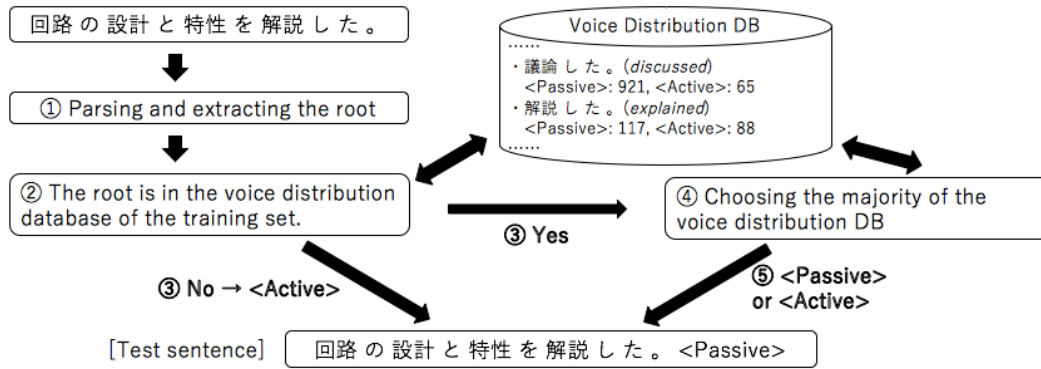 回路 の 設計 と 特性 を 解説 し た 。
① Parsing and extracting the root
② The root is in the voice distribution
database of the training set.
Voice Distribution DB
……
・議論 し た 。(discussed)
<Passive>: 921, <Active>: 65
・解説 し た 。(explained)
<Passive>: 117, <Active>: 88
……
③ Yes
④ Choosing the majority of the
voice distribution DB
③ No → <Active>
⑤ <Passive>
or <Active>
[Test sentence] 回路 の 設計 と 特性 を 解説 し た 。 <Passive>